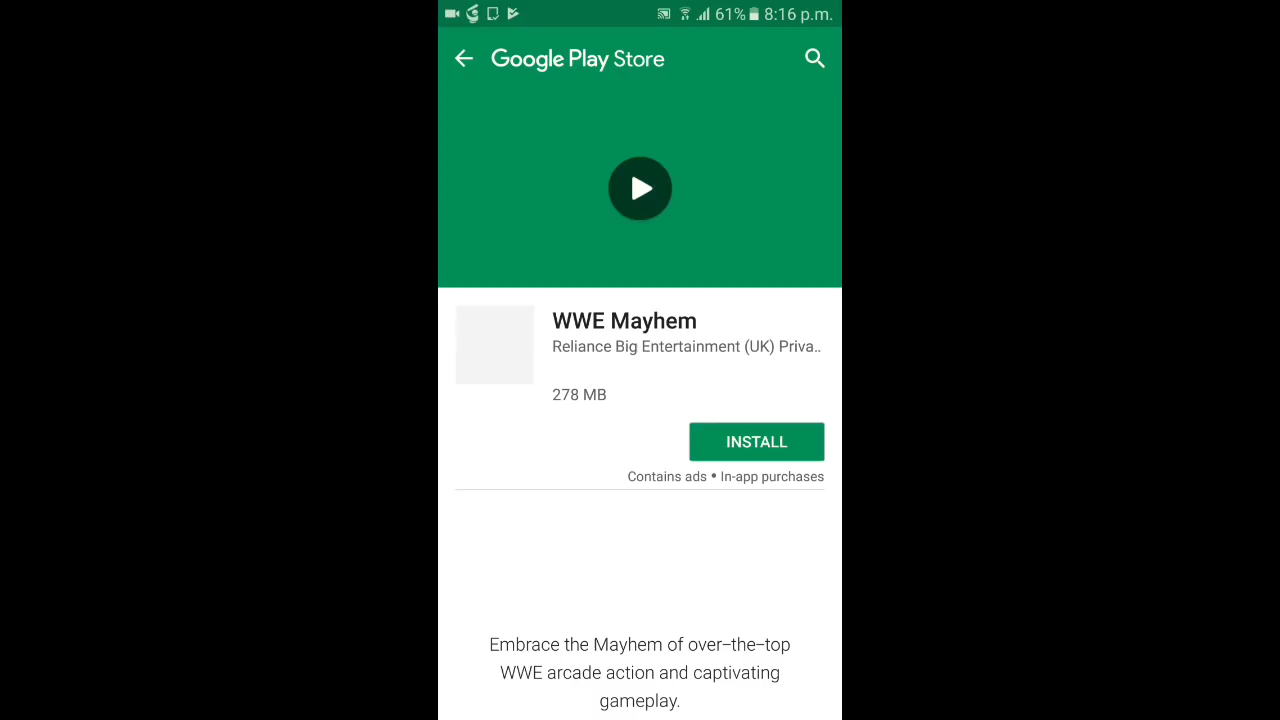 61% 8:16 p.m.
Google Play Store
WWE Mayhem
Reliance Big Entertainment (UK) Priva..
278 MB
INSTALL
Contains ads • In-app purchases
Embrace the Mayhem of over-the-top
WWE arcade action and captivating
gameplay.